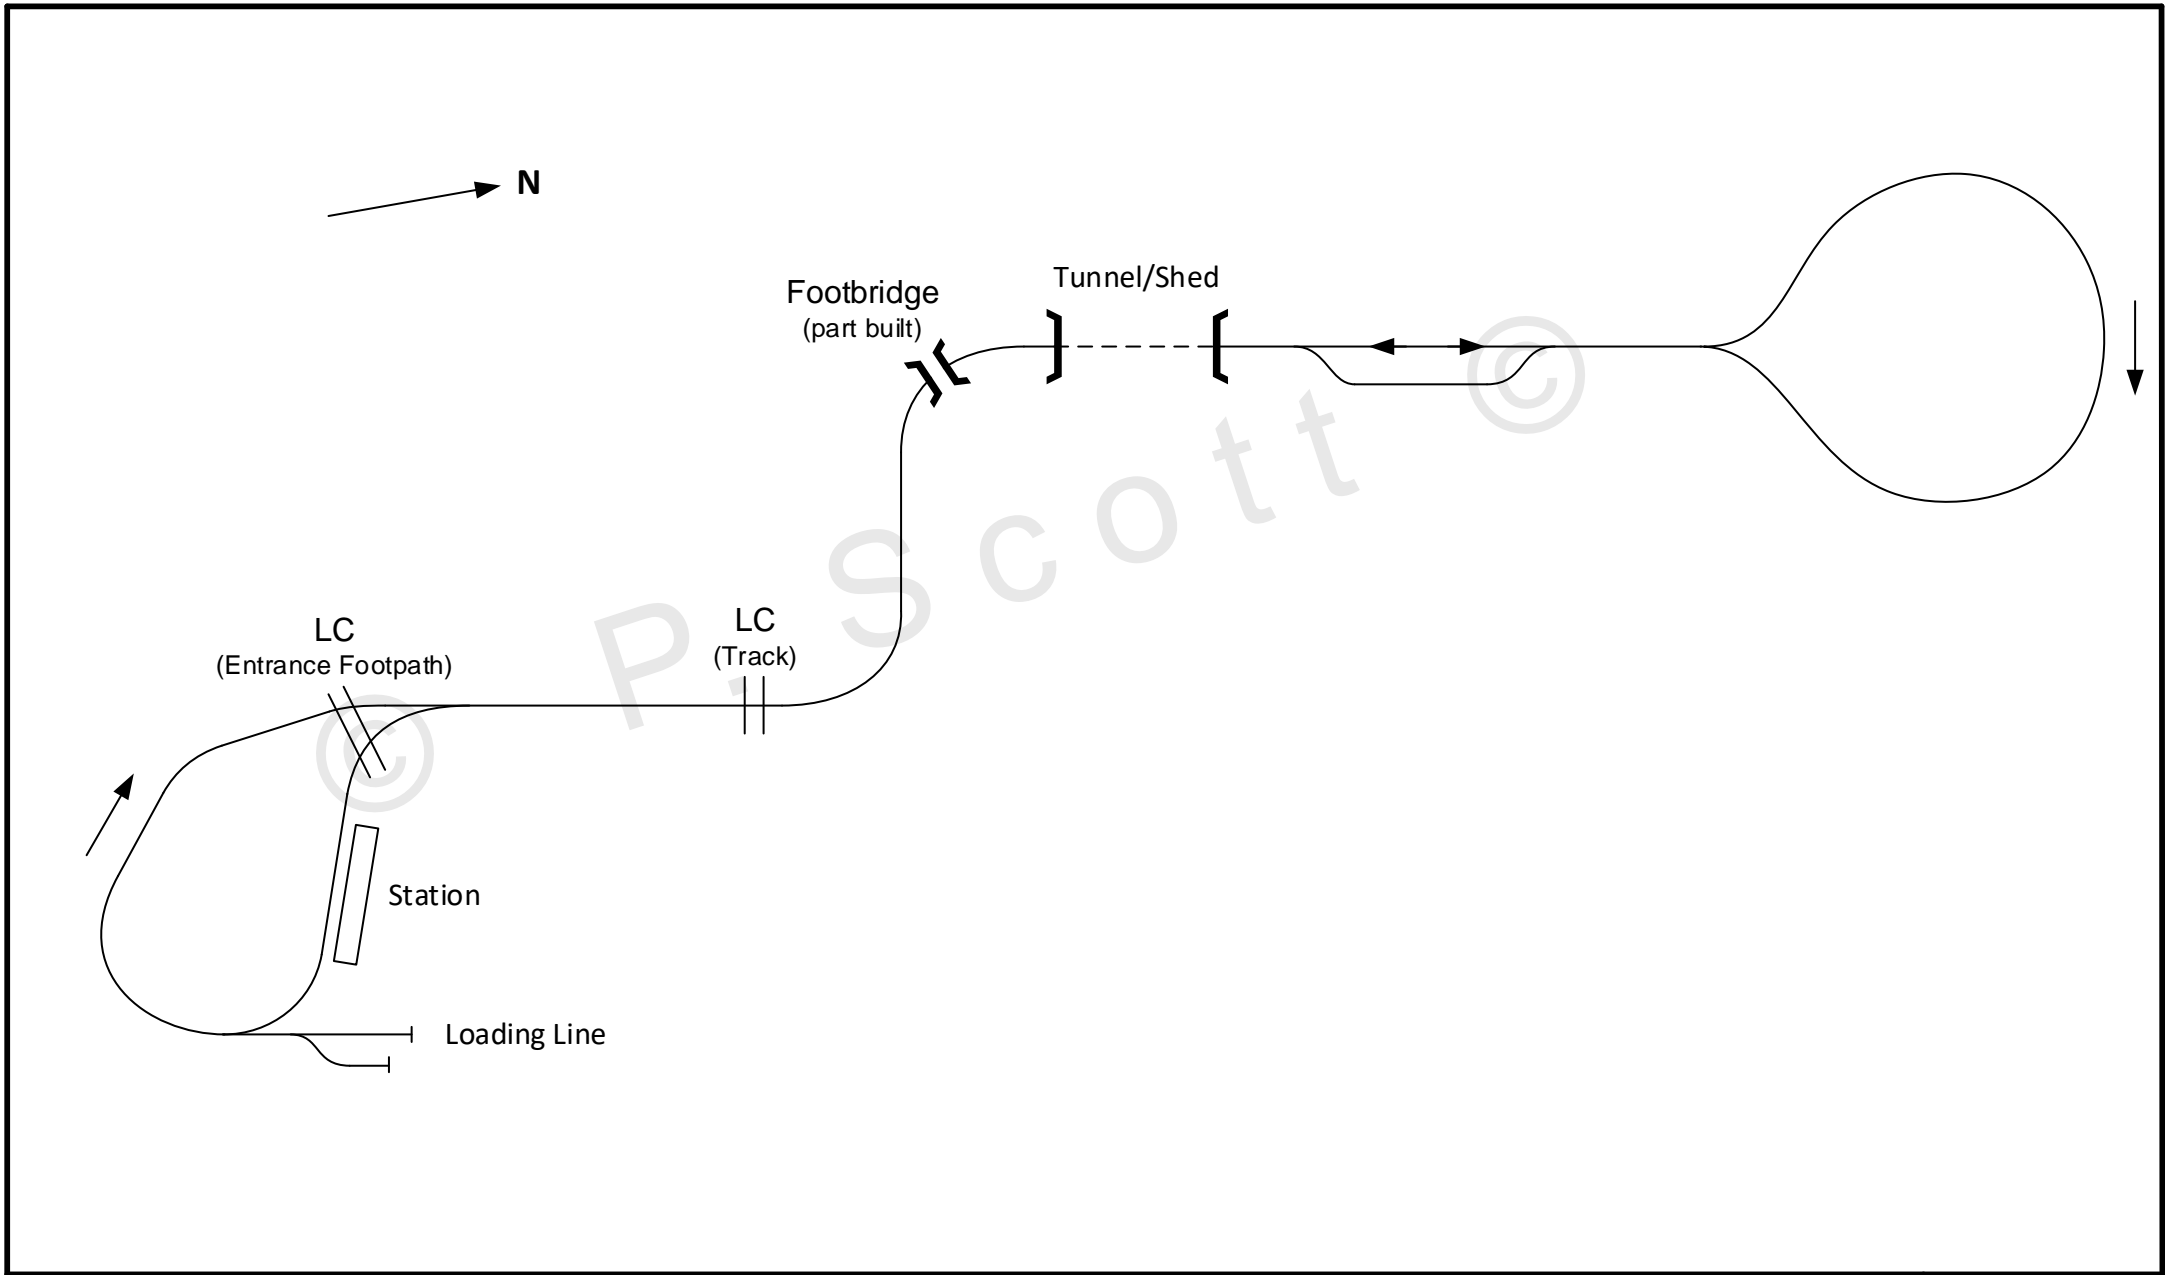 N
Tunnel/Shed
Footbridge
(part built)
LC
(Track)
LC
(Entrance Footpath)
Station
Loading Line
© P. Scott ©